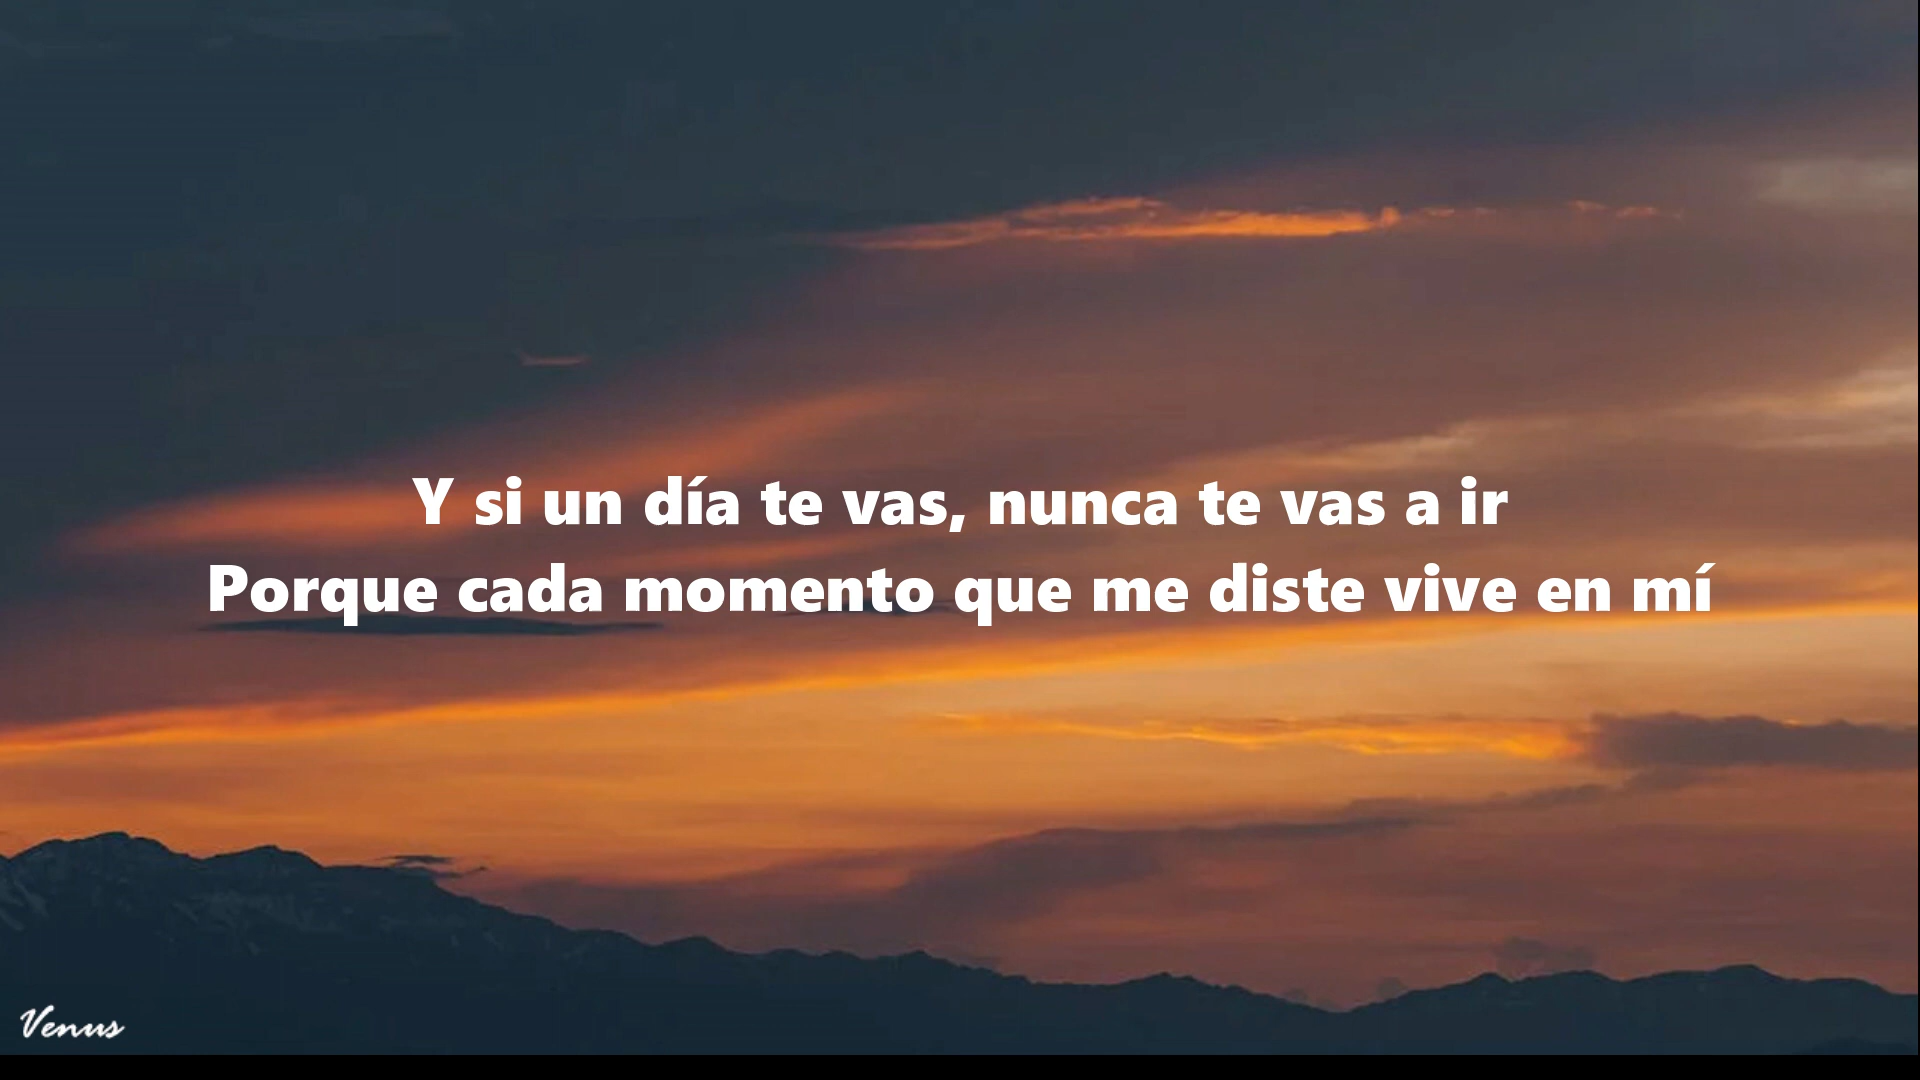 Y si un día te vas, nunca te vas a ir
Porque cada momento que me diste vive en mí
Venus